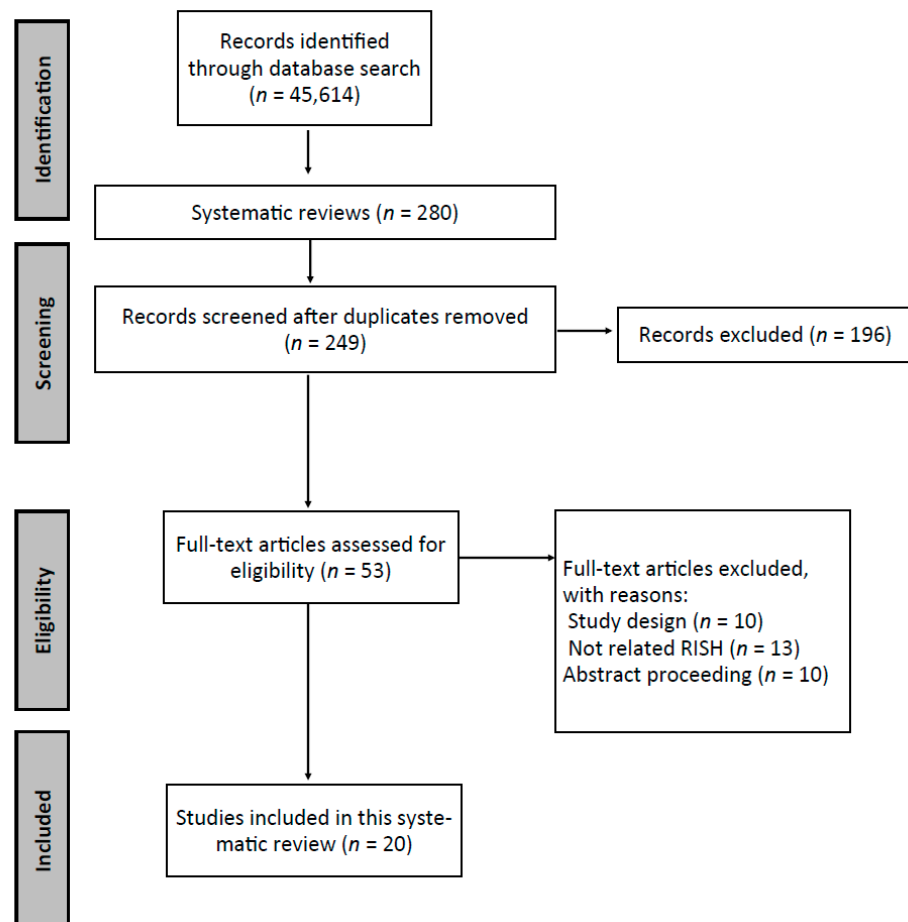 Identification
Records identified
through database search
(n = 45,614)
Systematic reviews (n = 280)
Screening
Records screened after duplicates removed
(n = 249)
Records excluded (n = 196)
Eligibility
Full-text articles assessed for
eligibility (n = 53)
Full-text articles excluded,
with reasons:
Study design (n = 10)
Not related RISH (n = 13)
Abstract proceeding (n = 10)
Included
Studies included in this syste-
matic review (n = 20)